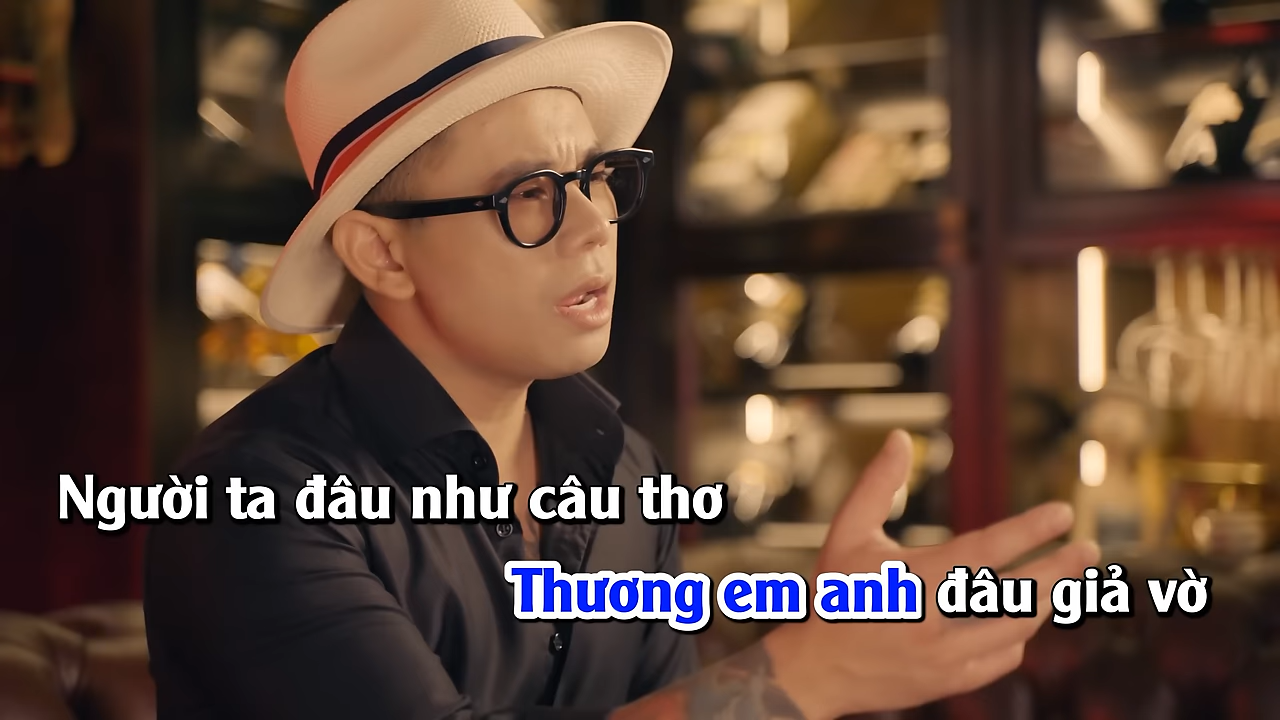 Người ta đâu như câu thơ
Thương em anh đâu giả vờ